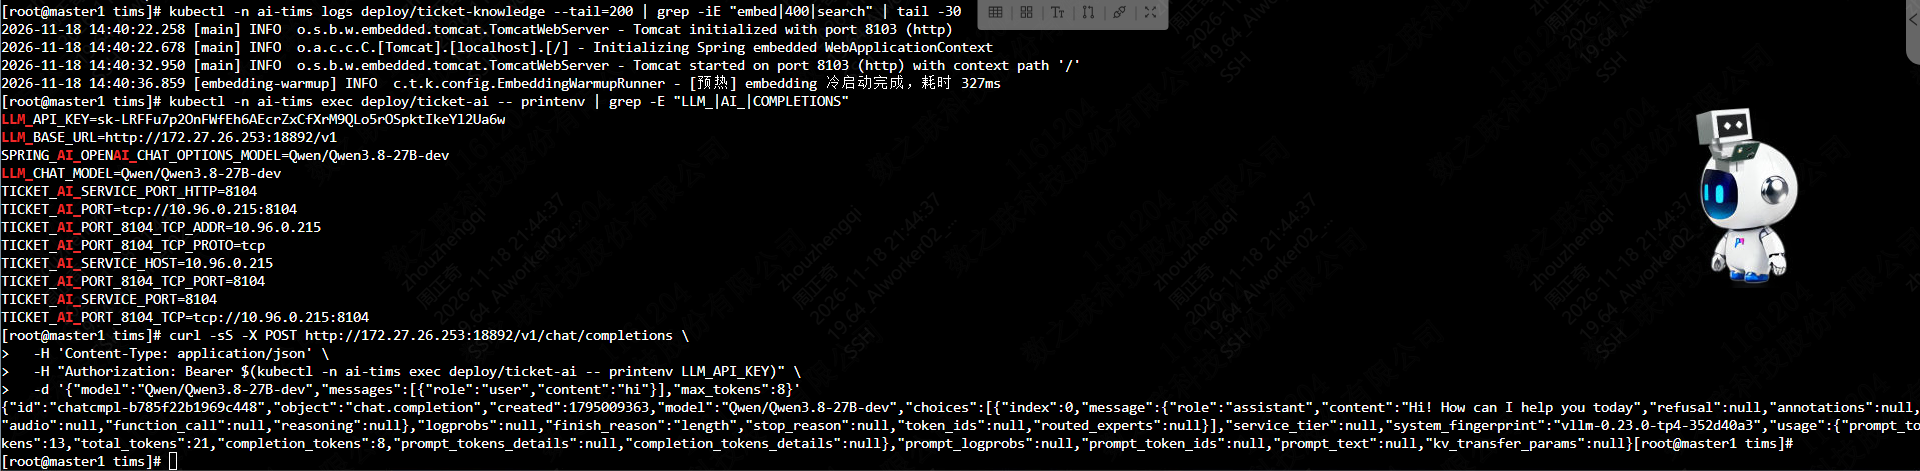 [root@master1 tims]# kubectl -n ai-tims logs deploy/ticket-knowledge --tail=200 | grep -iE "embed|400|search" | tail -30
2026-11-18 14:40:22.258 [main] INFO  o.s.b.w.embedded.tomcat.TomcatWebServer - Tomcat initialized with port 8103 (http)
2026-11-18 14:40:22.678 [main] INFO  o.a.c.c.C.[Tomcat].[localhost].[/] - Initializing Spring embedded WebApplicationContext
2026-11-18 14:40:32.950 [main] INFO  o.s.b.w.embedded.tomcat.TomcatWebServer - Tomcat started on port 8103 (http) with context path '/'
2026-11-18 14:40:36.859 [embedding-warmup] INFO  c.t.k.config.EmbeddingWarmupRunner - [预热] embedding 冷启动完成，耗时 327ms
[root@master1 tims]# kubectl -n ai-tims exec deploy/ticket-ai -- printenv | grep -E "LLM_|AI_|COMPLETIONS"
LLM_API_KEY=sk-LRFFu7p2OnFWfEh6AEcrZxCfXrM9QLo5rOSpktIkeYl2Ua6w
LLM_BASE_URL=http://172.27.26.253:18892/v1
SPRING_AI_OPENAI_CHAT_OPTIONS_MODEL=Qwen/Qwen3.8-27B-dev
LLM_CHAT_MODEL=Qwen/Qwen3.8-27B-dev
TICKET_AI_SERVICE_PORT_HTTP=8104
TICKET_AI_PORT=tcp://10.96.0.215:8104
TICKET_AI_PORT_8104_TCP_ADDR=10.96.0.215
TICKET_AI_PORT_8104_TCP_PROTO=tcp
TICKET_AI_SERVICE_HOST=10.96.0.215
TICKET_AI_PORT_8104_TCP_PORT=8104
TICKET_AI_SERVICE_PORT=8104
TICKET_AI_PORT_8104_TCP=tcp://10.96.0.215:8104
[root@master1 tims]# curl -sS -X POST http://172.27.26.253:18892/v1/chat/completions \
>   -H 'Content-Type: application/json' \
>   -H "Authorization: Bearer $(kubectl -n ai-tims exec deploy/ticket-ai -- printenv LLM_API_KEY)" \
>   -d '{"model":"Qwen/Qwen3.8-27B-dev","messages":[{"role":"user","content":"hi"}],"max_tokens":8}'
{"id":"chatcmpl-b785f22b1969c448","object":"chat.completion","created":1795009363,"model":"Qwen/Qwen3.8-27B-dev","choices":[{"index":0,"message":{"role":"assistant","content":"Hi! How can I help you today","refusal":null,"annotations":null,
"audio":null,"function_call":null,"reasoning":null},"logprobs":null,"finish_reason":"length","stop_reason":null,"token_ids":null,"routed_experts":null}],"service_tier":null,"system_fingerprint":"vllm-0.23.0-tp4-352d40a3","usage":{"prompt_to
kens":13,"total_tokens":21,"completion_tokens":8,"prompt_tokens_details":null,"completion_tokens_details":null},"prompt_logprobs":null,"prompt_token_ids":null,"prompt_text":null,"kv_transfer_params":null}[root@master1 tims]#
[root@master1 tims]#